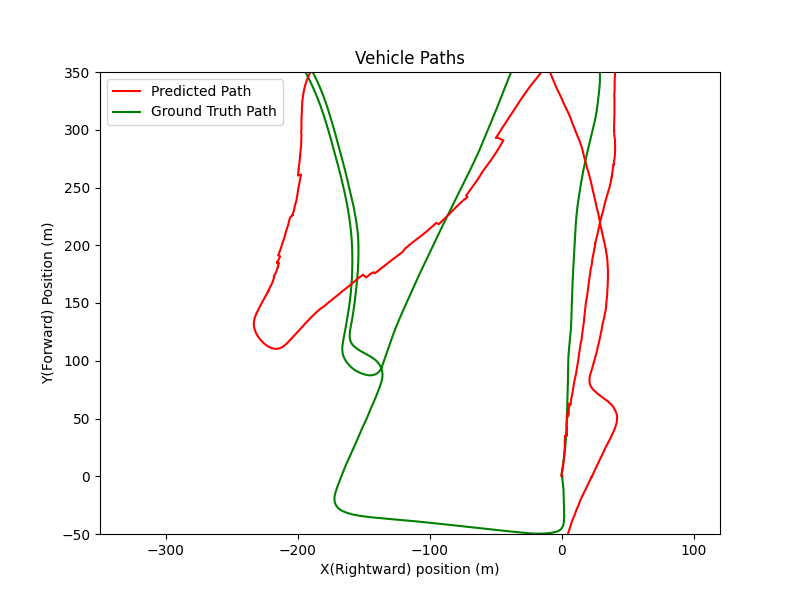 Vehicle Paths
Predicted Path
Ground Truth Path
Y(Forward) Position (m)
350
300
250
200
150
100
50
0
−50
−300
−200
−100
0
100
X(Rightward) position (m)